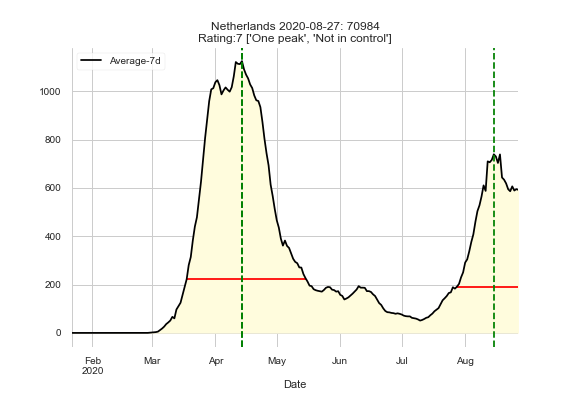 Netherlands 2020-08-27: 70984
Rating:7 ['One peak', 'Not in control']
Average-7d
1000
800
600
400
200
0
Feb Mar Apr May Jun Jul Aug
2020
Date